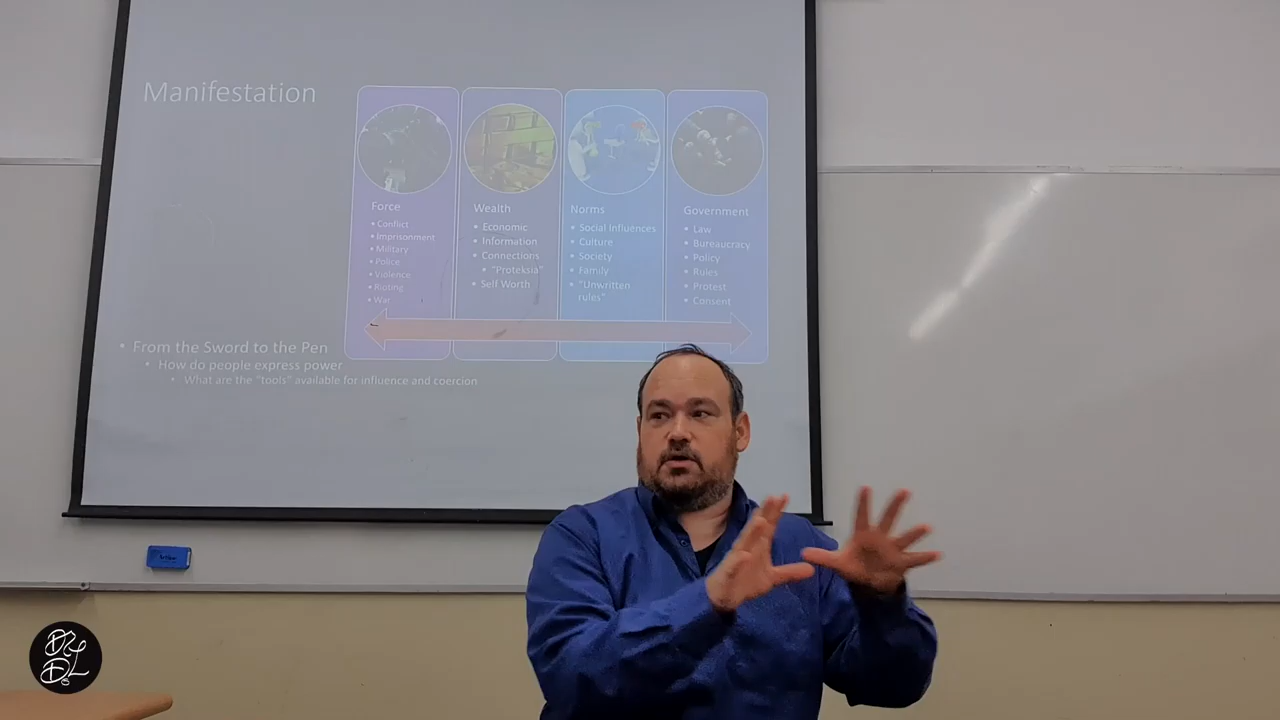 Manifestation
Force
• Conflict
• Imprisonment
• Military
• Police
• Violence
• Rioting
• War
Wealth
• Economic
• Information
• Connections
• "Proteksia"
• Self Worth
Norms
• Social Influences
• Culture
• Society
• Family
• "Unwritten
rules"
Government
• Law
• Bureaucracy
• Policy
• Rules
• Protest
• Consent
• From the Sword to the Pen
• How do people express power
• What are the "tools" available for influence and coercion